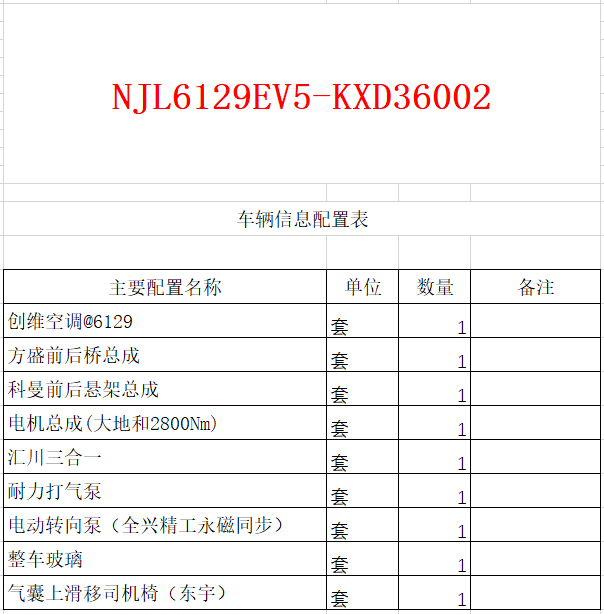 NJL6129EV5-KXD36002
车辆信息配置表
主要配置名称 单位 数量 备注
创维空调@6129 套 1
方盛前后桥总成 套 1
科曼前后悬架总成 套 1
电机总成(大地和2800Nm) 套 1
汇川三合一 套 1
耐力打气泵 套 1
电动转向泵（全兴精工永磁同步） 套 1
整车玻璃 套 1
气囊上滑移司机椅（东宇） 套 1